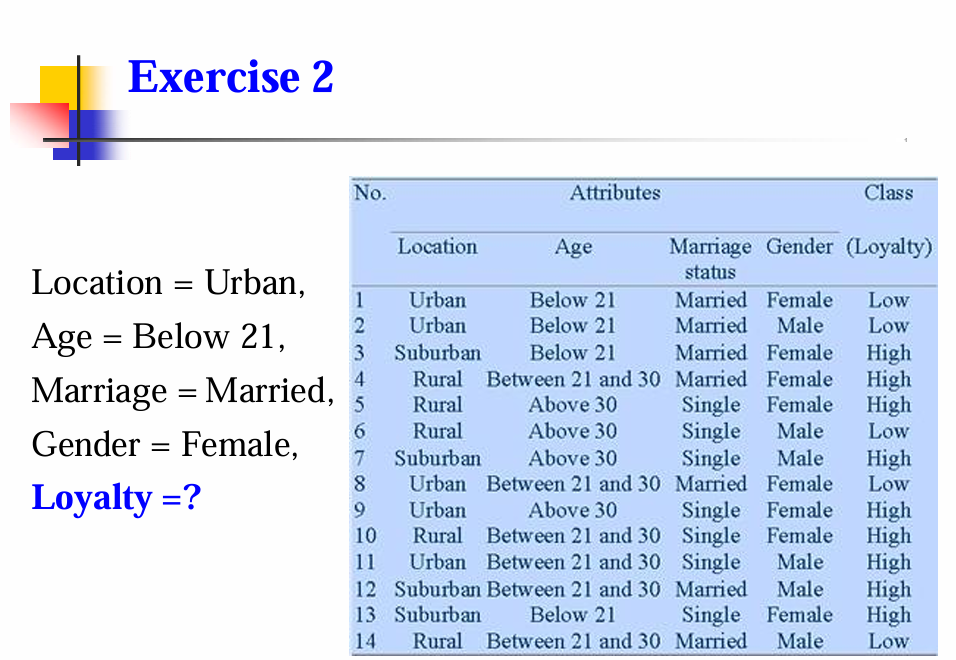 Exercise 2
Location = Urban,
Age = Below 21,
Marriage = Married,
Gender = Female,
Loyalty =?
No. Attributes Class
Location Age Marriage status Gender (Loyalty)
1 Urban Below 21 Married Female Low
2 Urban Below 21 Married Male Low
3 Suburban Below 21 Married Female High
4 Rural Between 21 and 30 Married Female High
5 Rural Above 30 Single Female High
6 Rural Above 30 Single Male Low
7 Suburban Above 30 Single Male High
8 Urban Between 21 and 30 Married Female Low
9 Urban Above 30 Single Female High
10 Rural Between 21 and 30 Single Female High
11 Urban Between 21 and 30 Single Male High
12 Suburban Between 21 and 30 Married Male High
13 Suburban Below 21 Single Female High
14 Rural Between 21 and 30 Married Male Low